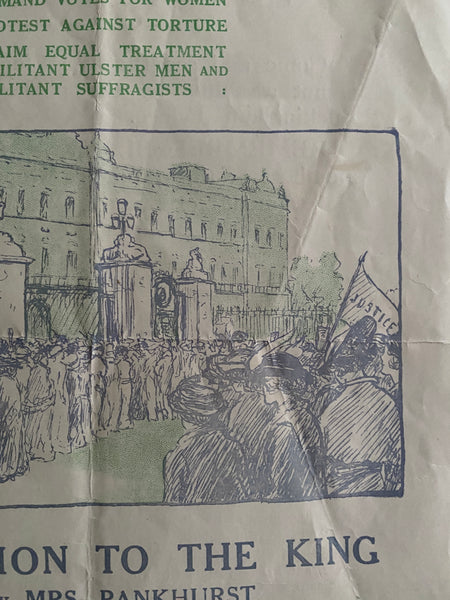 MAND VOTES FOR WOMEN
OTEST AGAINST TORTURE
AIM EQUAL TREATMENT
ILITANT ULSTER MEN AND
LITANT SUFFRAGISTS :
JUSTICE
ION TO THE KING
MRS. PANKHURST